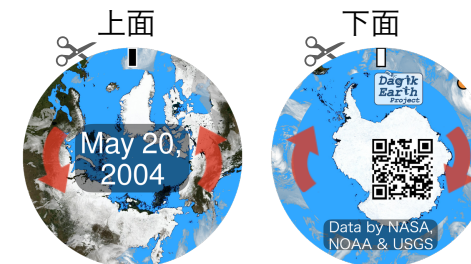 上面
下面
May 20,
2004
Dagik
Earth
Project
Data by NASA,
NOAA & USGS